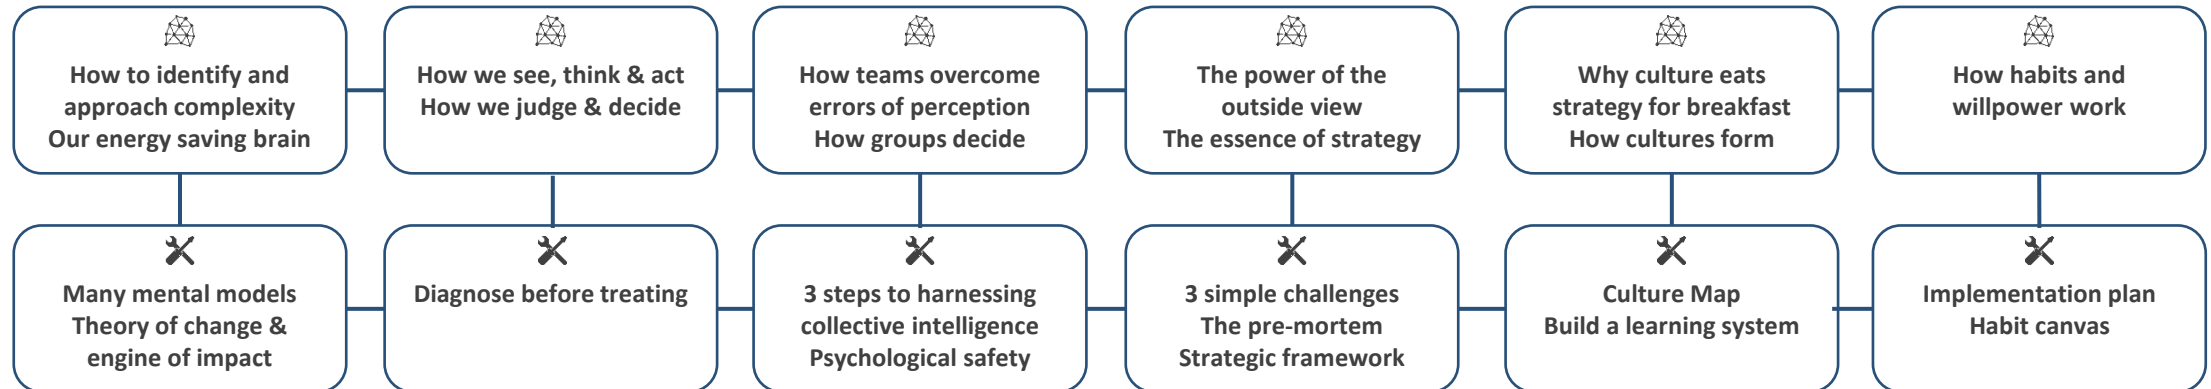 How to identify and
approach complexity
Our energy saving brain
How we see, think & act
How we judge & decide
How teams overcome
errors of perception
How groups decide
The power of the
outside view
The essence of strategy
Why culture eats
strategy for breakfast
How cultures form
How habits and
willpower work
Many mental models
Theory of change &
engine of impact
Diagnose before treating
3 steps to harnessing
collective intelligence
Psychological safety
3 simple challenges
The pre-mortem
Strategic framework
Culture Map
Build a learning system
Implementation plan
Habit canvas